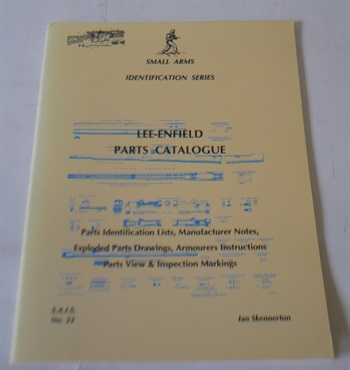 SMALL ARMS
IDENTIFICATION SERIES
LEE-ENFIELD
PARTS CATALOGUE
Parts Identification Lists, Manufacturer Notes,
Exploded Parts Drawings, Armourers Instructions
Parts View & Inspection Markings
S.A.I.S.
Ian Skennerton